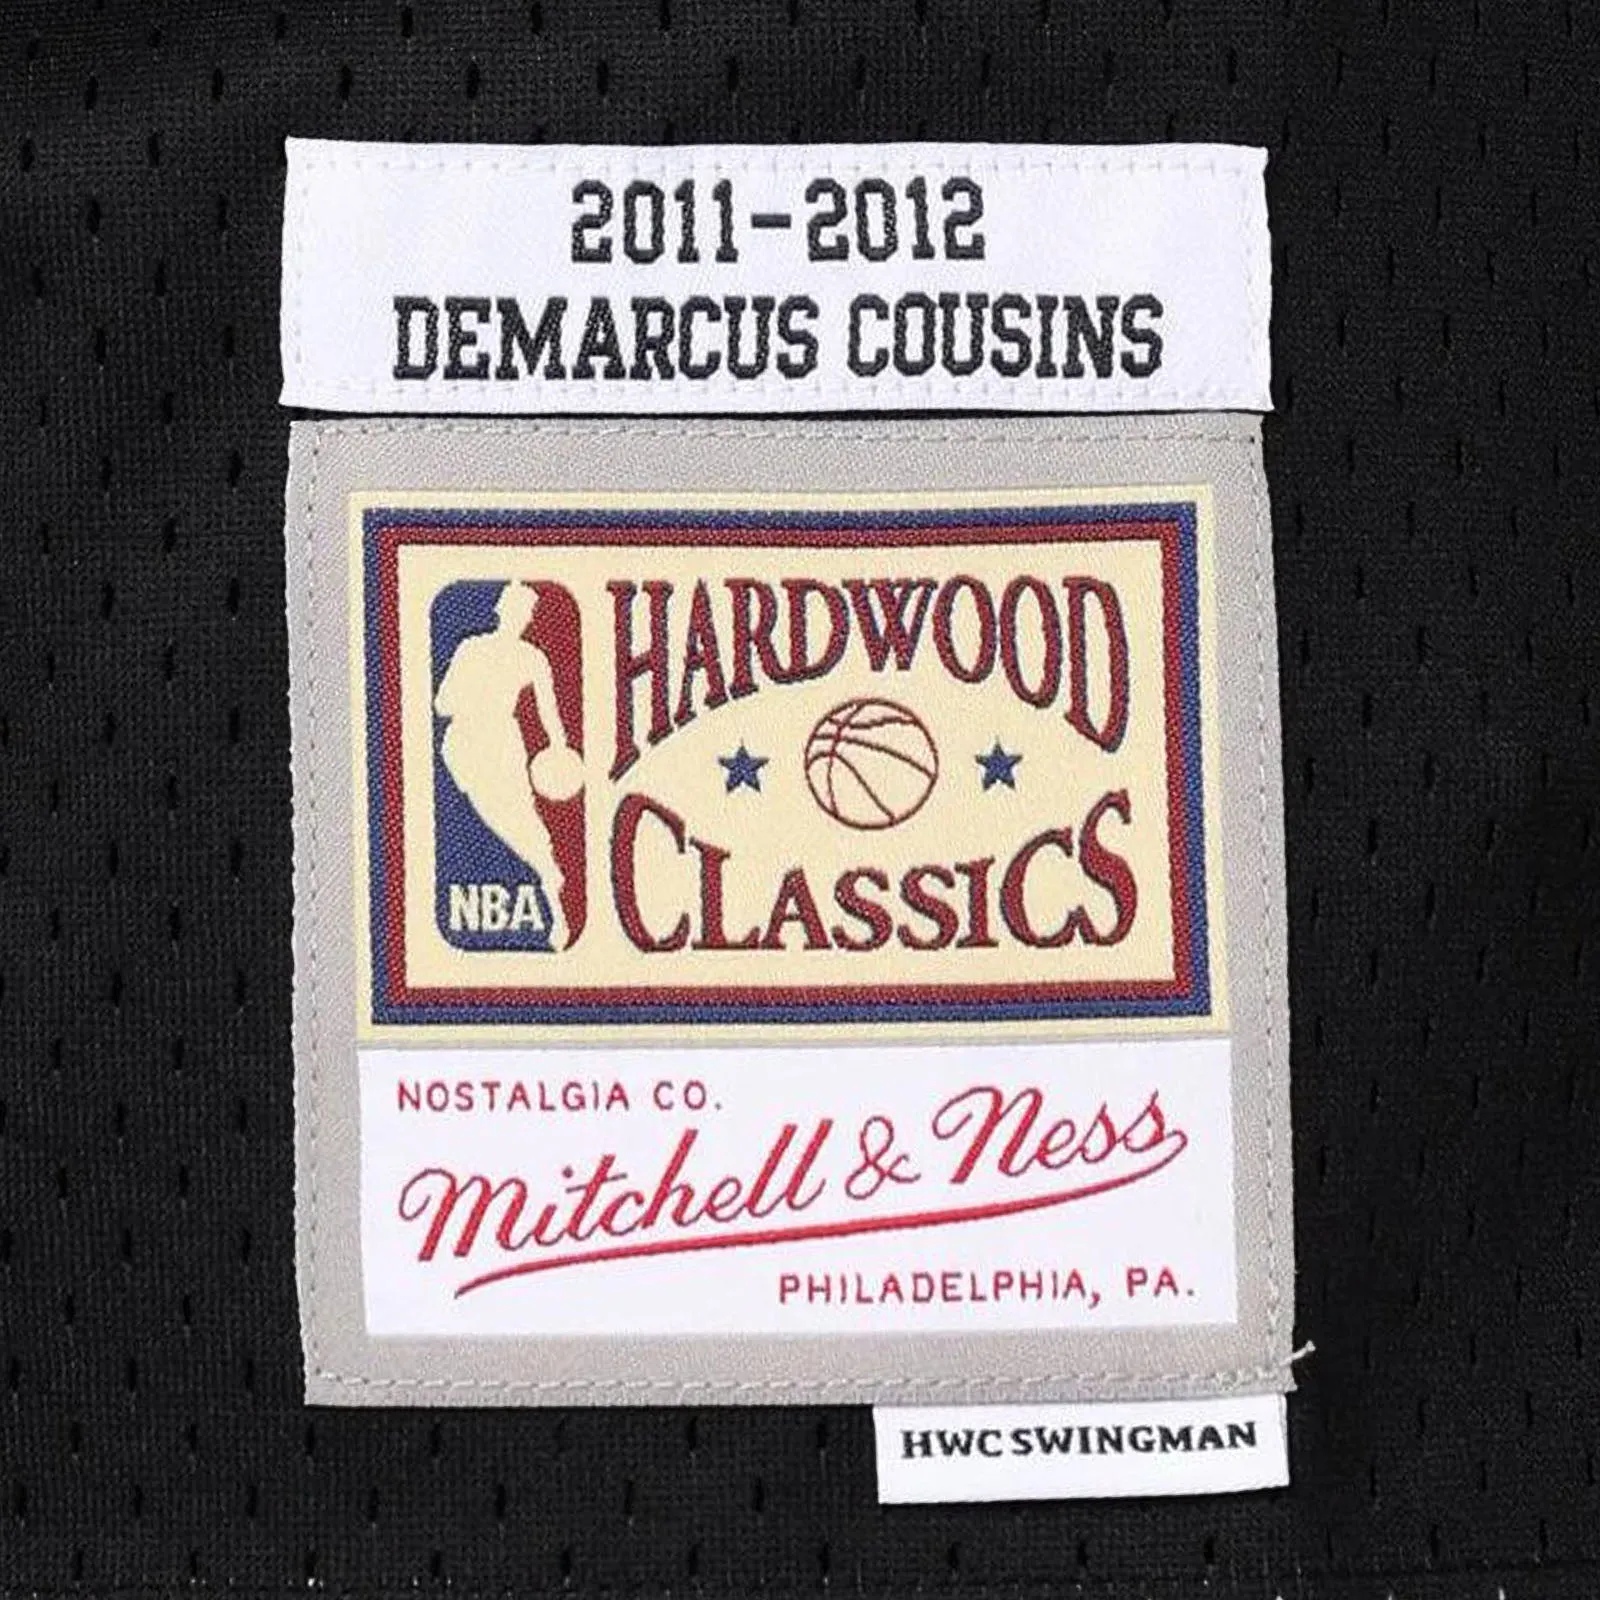 2011-2012
DEMARCUS COUSINS
HARDWOOD
CLASSICS
NBA
NOSTALGIA CO.
Mitchell & Ness
PHILADELPHIA, PA.
HWC SWINGMAN